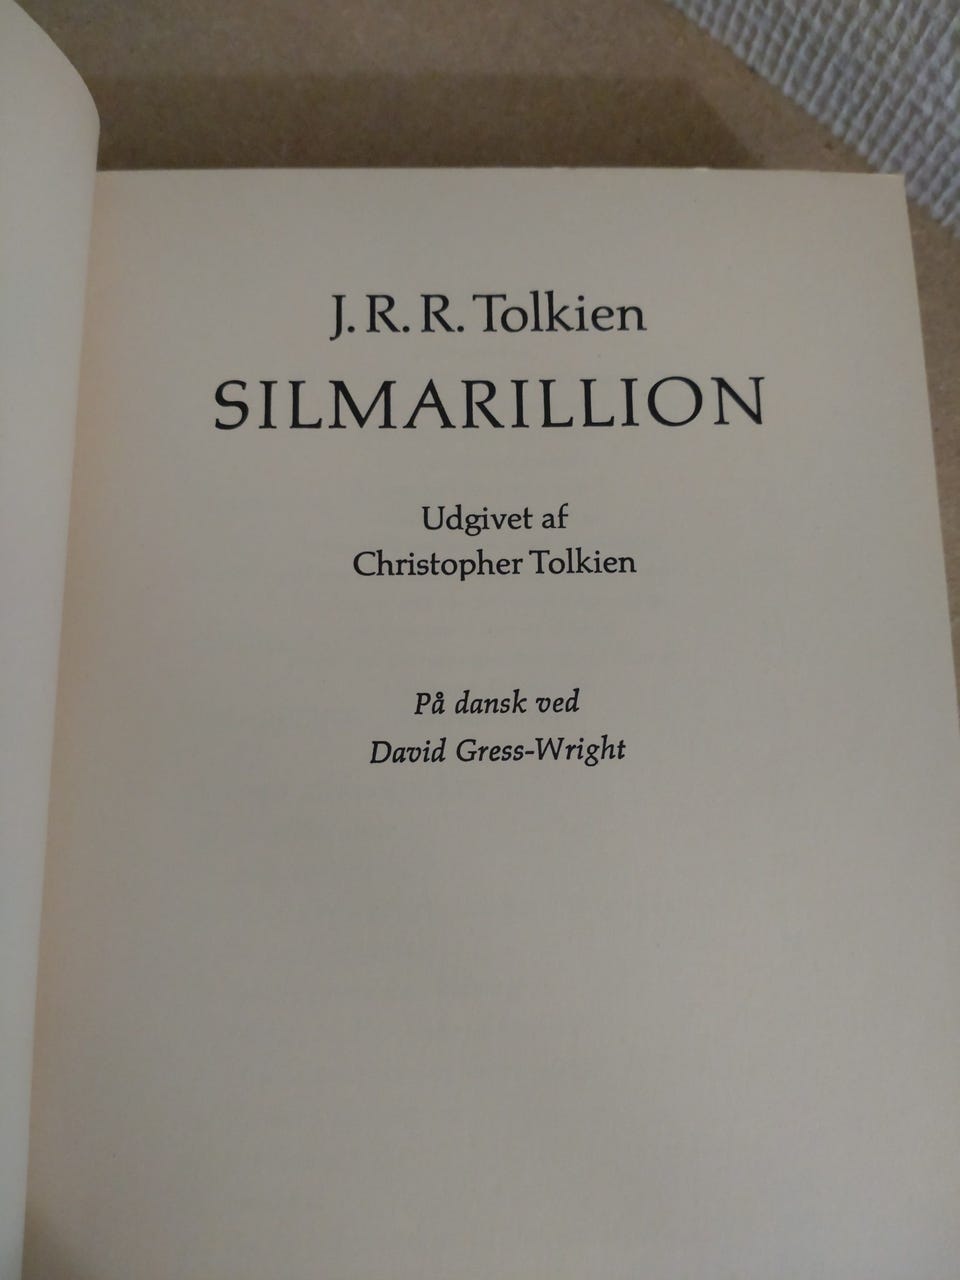 J. R. R. Tolkien
SILMARILLION
Udgivet af
Christopher Tolkien
På dansk ved
David Gress-Wright